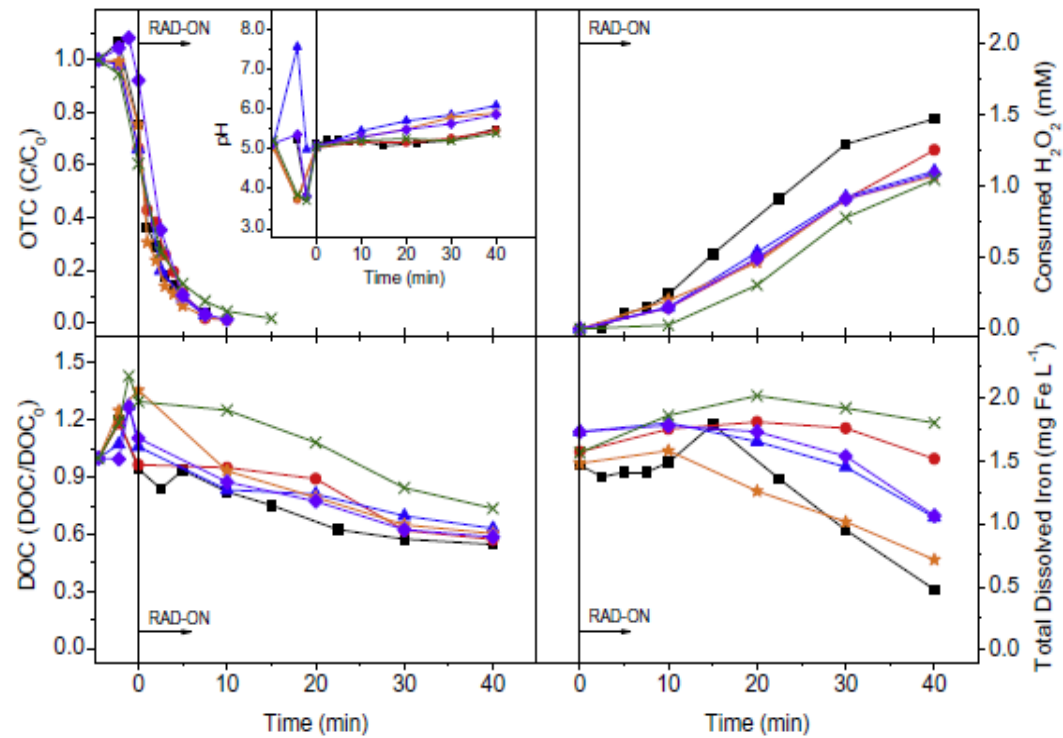 RAD-ON
OTC (C/C0)
1.0
0.8
0.6
0.4
0.2
0.0
pH
8.0
7.0
6.0
5.0
4.0
3.0
0 10 20 30 40
Time (min)
Consumed H2O2 (mM)
2.0
1.5
1.0
0.5
0.0
DOC (DOC/DOC0)
1.5
1.2
0.9
0.6
0.3
0.0
RAD-ON
0 10 20 30 40
Time (min)
RAD-ON
Total Dissolved Iron (mg Fe L-1)
2.0
1.5
1.0
0.5
0.0
0 10 20 30 40
Time (min)